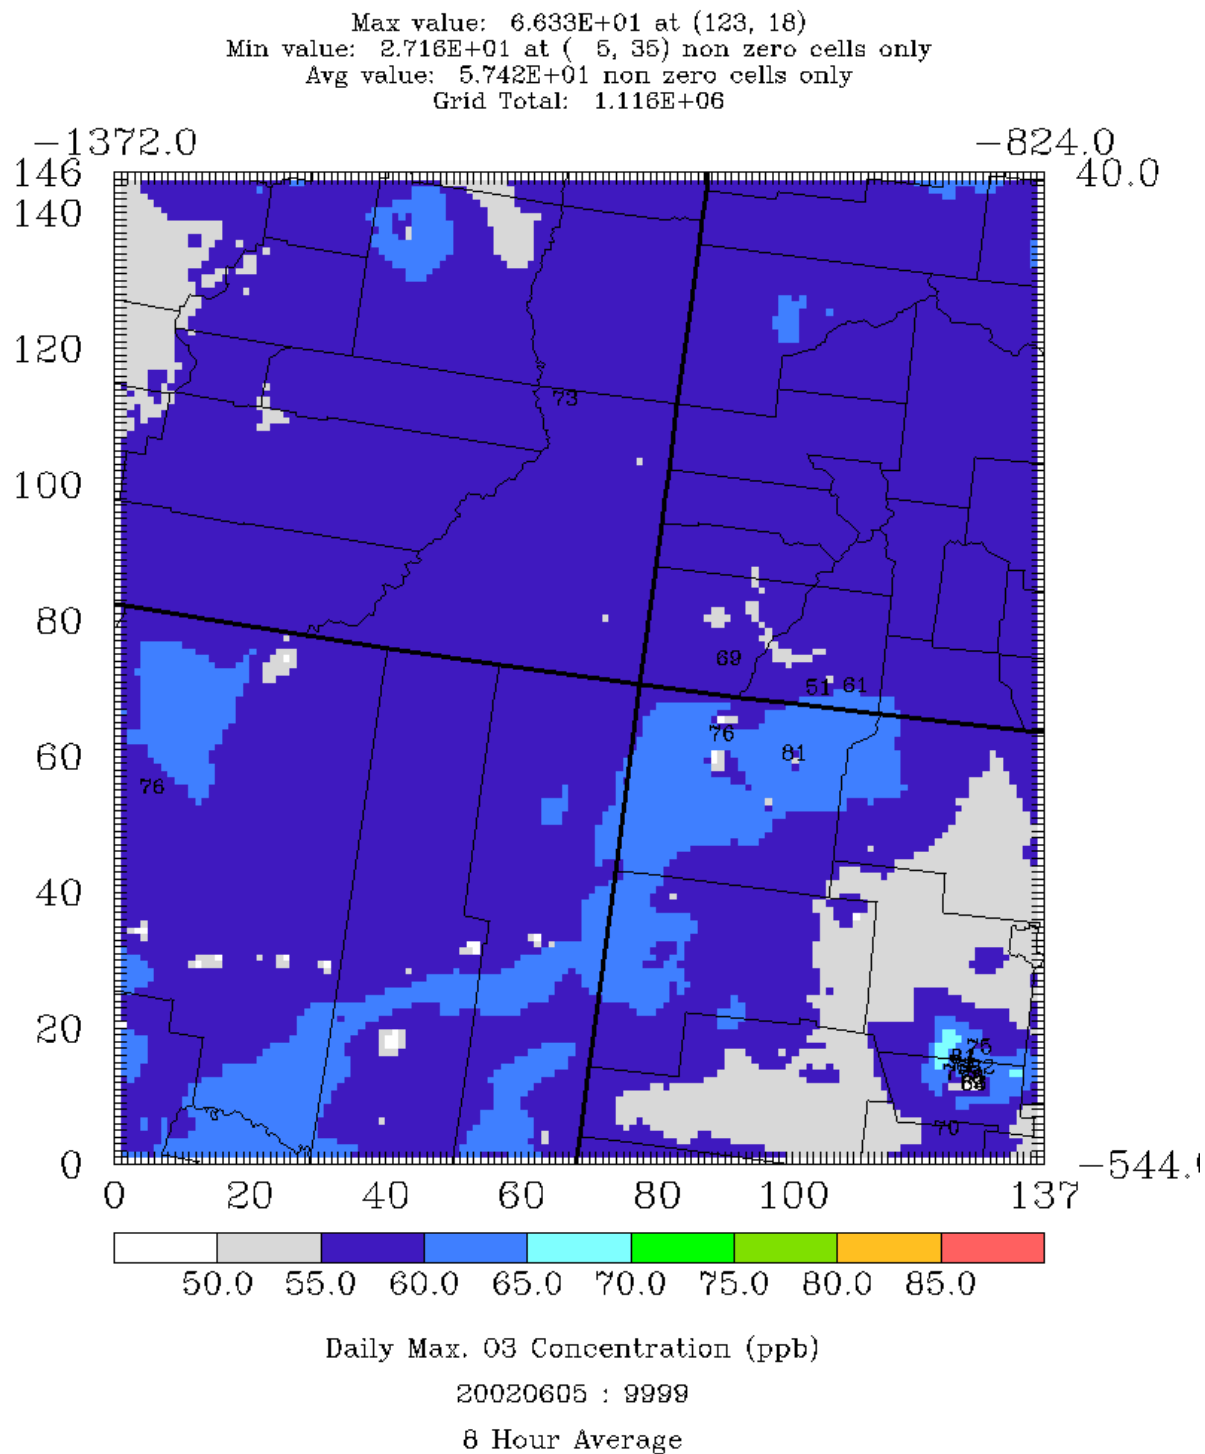 Max value: 6.633E+01 at (123, 18)
Min value: 2.716E+01 at ( 5, 35) non zero cells only
Avg value: 5.742E+01 non zero cells only
Grid Total: 1.116E+06
-1372.0 -824.0
146 40.0
140
120
73
100
80
69
51 61
76
60 81
76
40
20
75
70
0 -544.
0 20 40 60 80 100 137
50.0 55.0 60.0 65.0 70.0 75.0 80.0 85.0
Daily Max. O3 Concentration (ppb)
20020605 : 9999
8 Hour Average